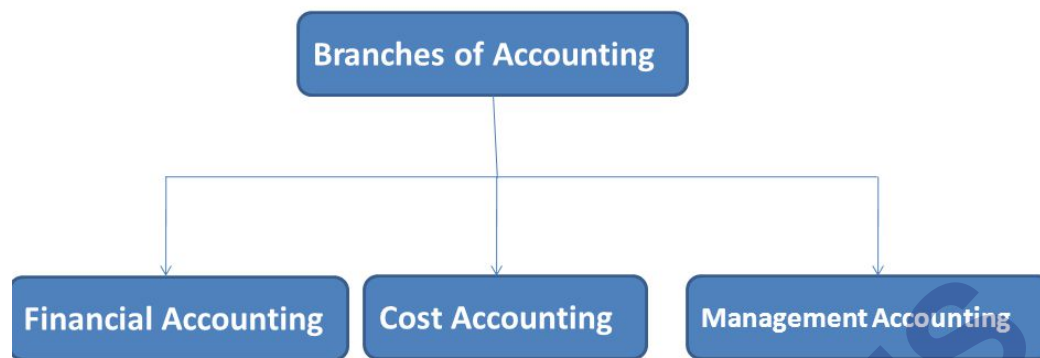 Branches of Accounting
Financial Accounting
Cost Accounting
Management Accounting